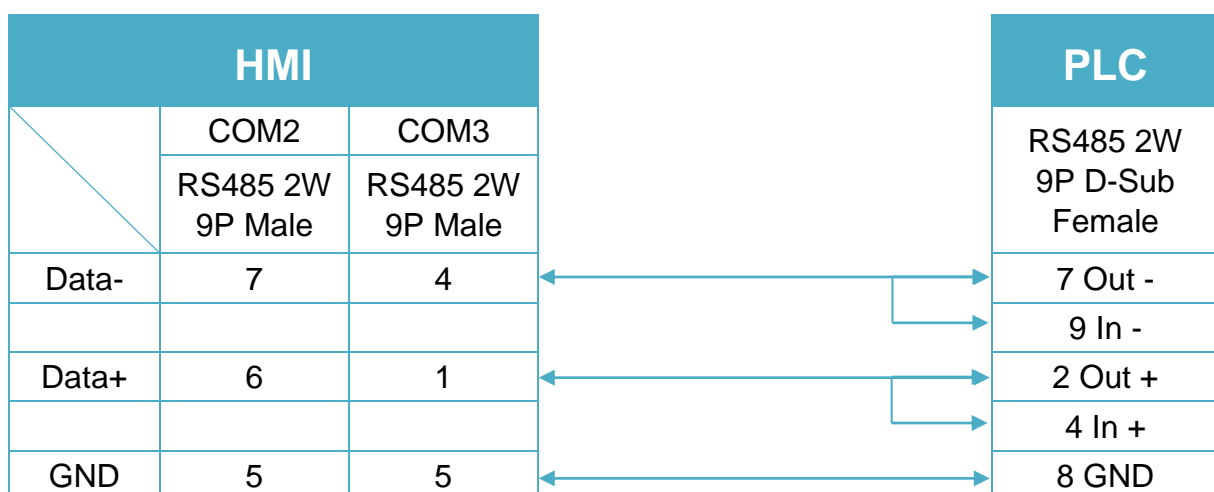 HMI PLC
COM2 COM3
RS485 2W
9P Male
RS485 2W
9P Male
RS485 2W
9P D-Sub
Female
Data- 7 4 7 Out -
9 In -
Data+ 6 1 2 Out +
4 In +
GND 5 5 8 GND